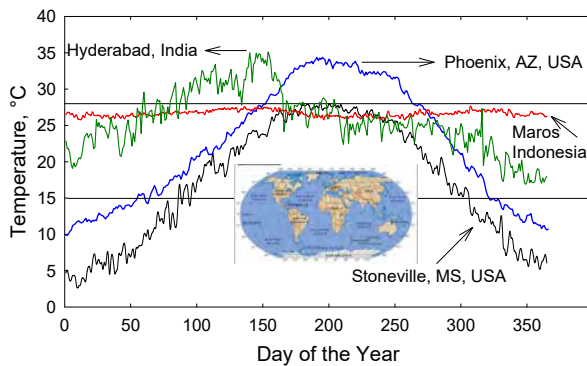 40
35
30
25
20
15
10
5
0
Temperature, °C
Hyderabad, India
Phoenix, AZ, USA
Maros
Indonesia
Stoneville, MS, USA
0 50 100 150 200 250 300 350
Day of the Year